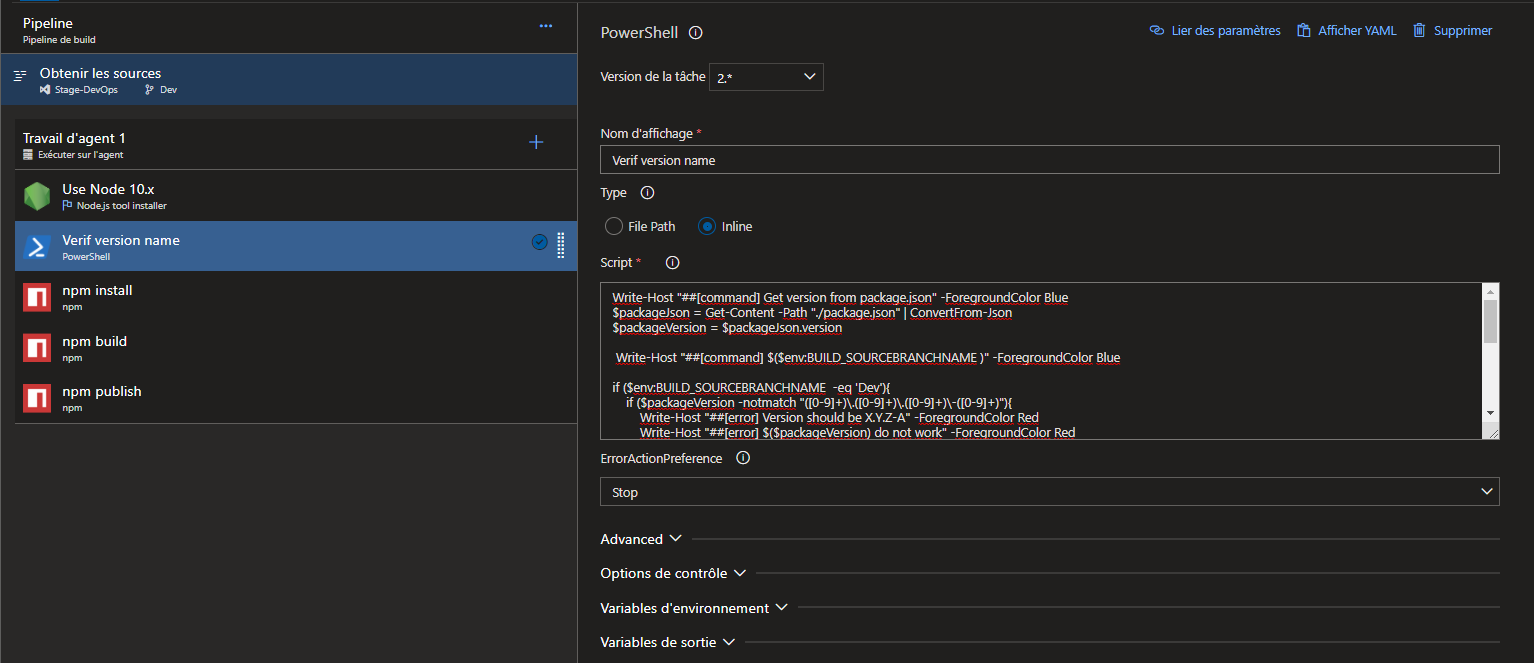 Pipeline
Pipeline de build
Obtenir les sources
Stage-DevOps Dev
Travail d'agent 1
Exécuter sur l'agent
Use Node 10.x
Node.js tool installer
Verif version name
PowerShell
npm install
npm
npm build
npm
npm publish
npm
PowerShell
Lier des paramètres Afficher YAML Supprimer
Version de la tâche 2.*
Nom d'affichage *
Verif version name
Type
File Path Inline
Script *
Write-Host "##[command] Get version from package.json" -ForegroundColor Blue
$packageJson = Get-Content -Path "./package.json" | ConvertFrom-Json
$packageVersion = $packageJson.version
Write-Host "##[command] $($env:BUILD_SOURCEBRANCHNAME )" -ForegroundColor Blue
if ($env:BUILD_SOURCEBRANCHNAME  -eq 'Dev'){
if ($packageVersion -notmatch "([0-9]+)\.([0-9]+)\.([0-9]+)\-([0-9]+)"){
Write-Host "##[error] Version should be X.Y.Z-A" -ForegroundColor Red
Write-Host "##[error] $($packageVersion) do not work" -ForegroundColor Red
ErrorActionPreference
Stop
Advanced
Options de contrôle
Variables d'environnement
Variables de sortie